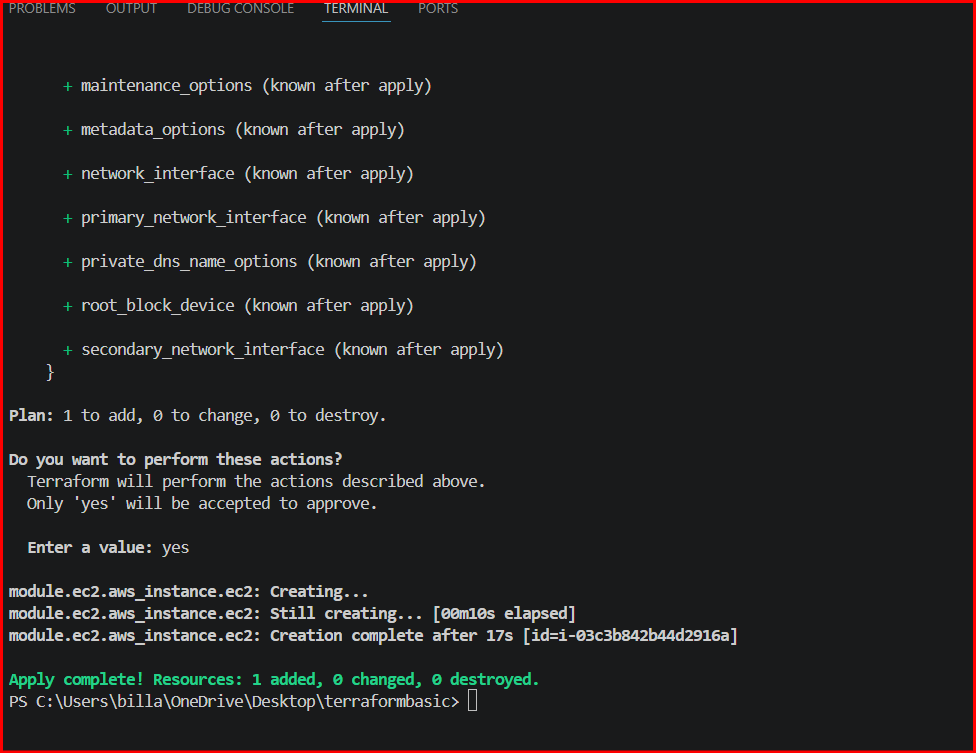 PROBLEMS OUTPUT DEBUG CONSOLE TERMINAL PORTS
+ maintenance_options (known after apply)
+ metadata_options (known after apply)
+ network_interface (known after apply)
+ primary_network_interface (known after apply)
+ private_dns_name_options (known after apply)
+ root_block_device (known after apply)
+ secondary_network_interface (known after apply)
}
Plan: 1 to add, 0 to change, 0 to destroy.
Do you want to perform these actions?
Terraform will perform the actions described above.
Only 'yes' will be accepted to approve.
Enter a value: yes
module.ec2.aws_instance.ec2: Creating...
module.ec2.aws_instance.ec2: Still creating... [00m10s elapsed]
module.ec2.aws_instance.ec2: Creation complete after 17s [id=i-03c3b842b44d2916a]
Apply complete! Resources: 1 added, 0 changed, 0 destroyed.
PS C:\Users\billa\OneDrive\Desktop\terraformbasic>